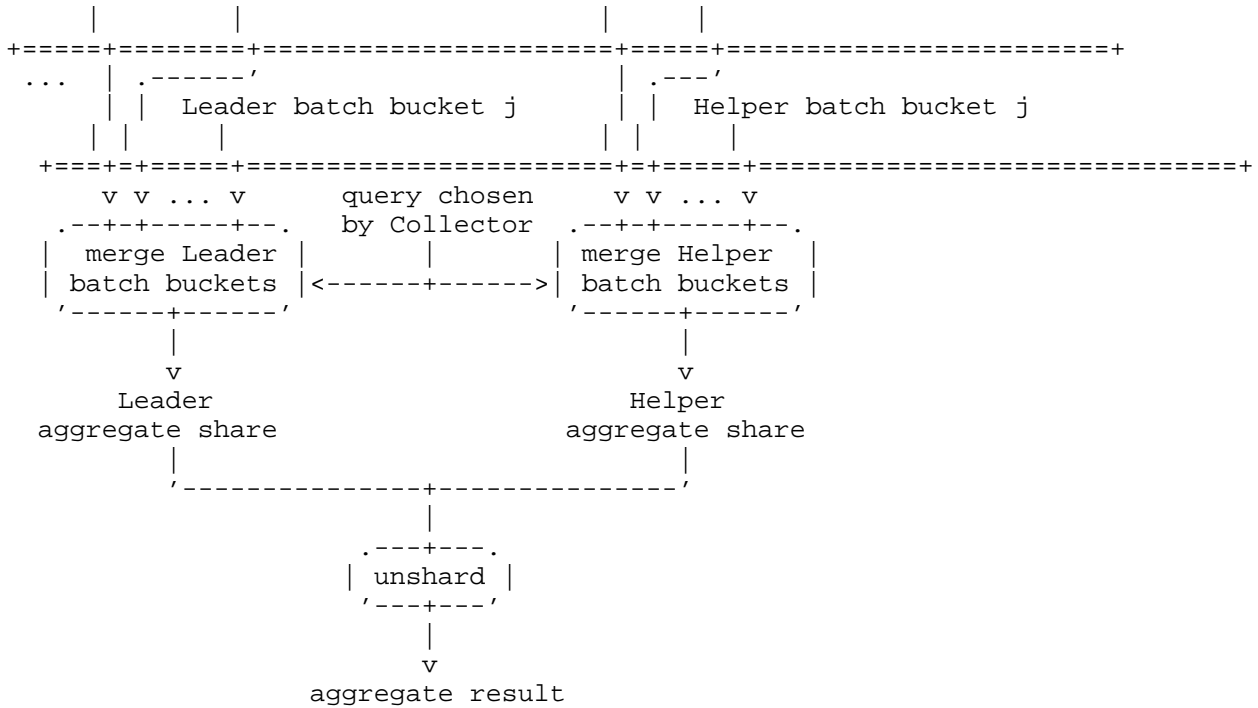 ...
Leader batch bucket j Helper batch bucket j
v v ... v query chosen v v ... v
by Collector
merge Leader merge Helper
batch buckets batch buckets
v v
Leader Helper
aggregate share aggregate share
unshard
v
aggregate result